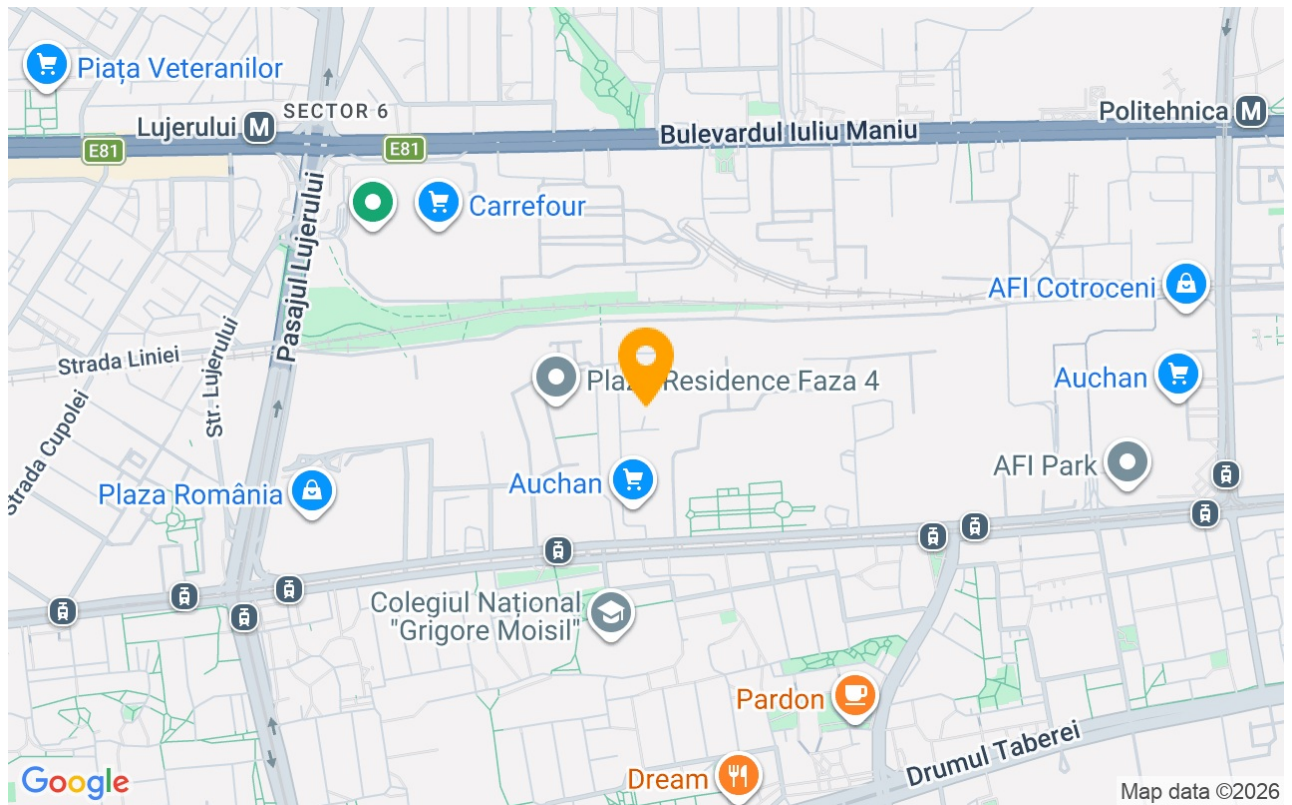 Piața Veteranilor
SECTOR 6
Lujerului M
Politehnica M
Bulevardul Iuliu Maniu
E81
E81
Carrefour
Pasajul Lujerului
AFI Cotroceni
Strada Liniei
Str. Lujerului
Auchan
Strada Cupolei
Plaza Residence Faza 4
AFI Park
Auchan
Plaza România
Colegiul Național
"Grigore Moisil"
Pardon
Drumul Taberei
Dream
Google
Map data ©2026